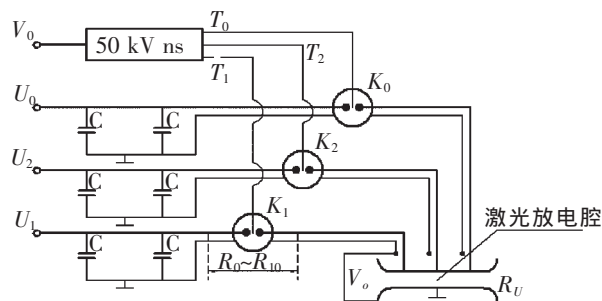 V₀ 50 kV ns T₀
T₂
T₁
U₀ K₀
C C
U₂ K₂
C C
U₁ K₁
C C
激光放电腔
R₀~R₁₀ Vₒ R_U